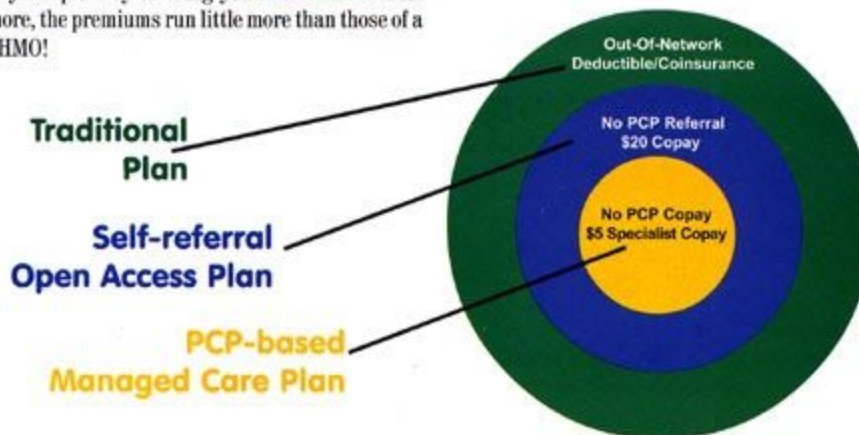 more, the premiums run little more than those of a
HMO!
Out-Of-Network
Deductible/Coinsurance
Traditional
Plan
No PCP Referral
$20 Copay
Self-referral
Open Access Plan
No PCP Copay
$5 Specialist Copay
PCP-based
Managed Care Plan